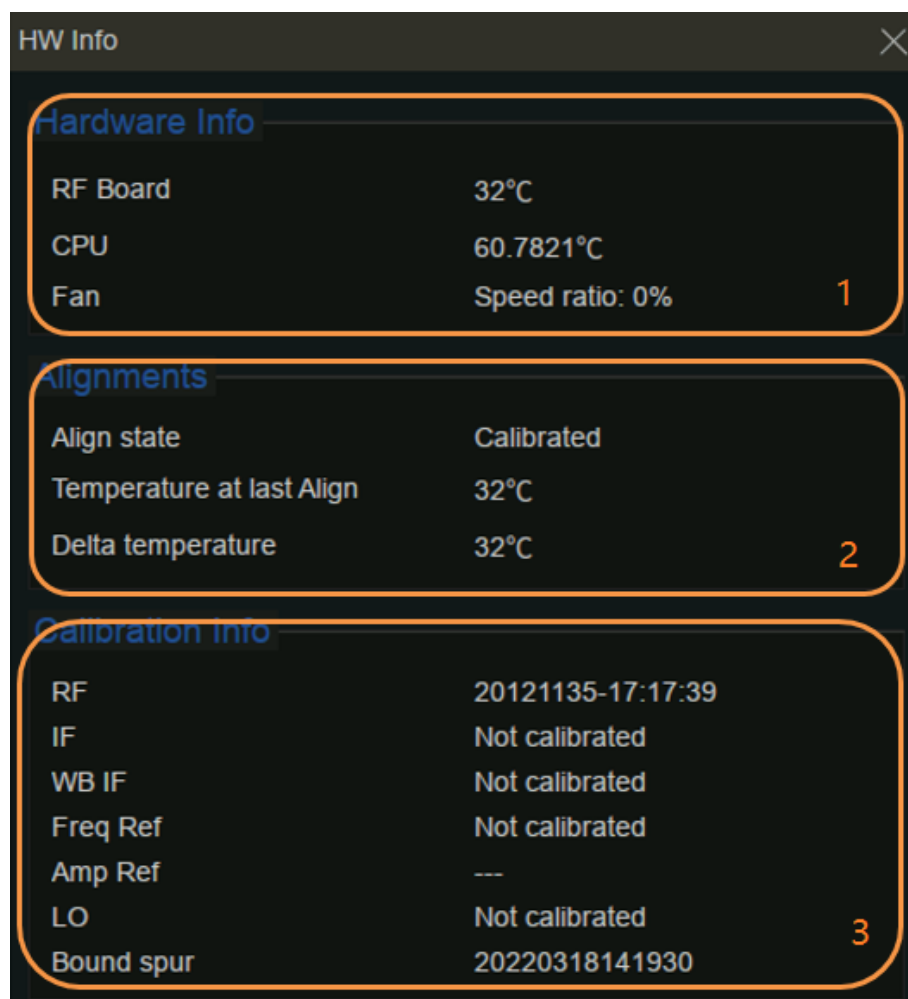 HW Info
Hardware Info
RF Board 32°C
CPU 60.7821°C
Fan Speed ratio: 0% 1
Alignments
Align state Calibrated
Temperature at last Align 32°C
Delta temperature 32°C 2
Calibration Info
RF 20121135-17:17:39
IF Not calibrated
WB IF Not calibrated
Freq Ref Not calibrated
Amp Ref ---
LO Not calibrated 3
Bound spur 20220318141930